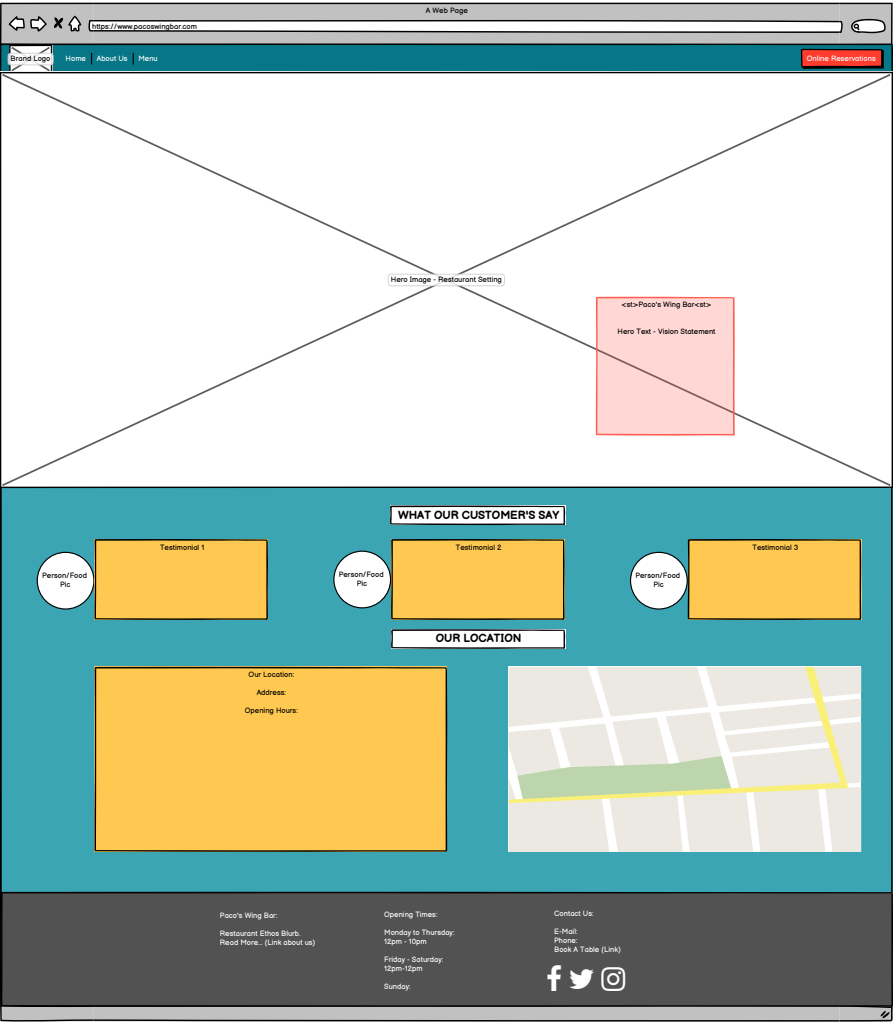 A Web Page
https://www.pacoswingbar.com
Brand Logo
Home
About Us
Menu
Online Reservations
Hero Image - Restaurant Setting
<st>Paco's Wing Bar<st>
Hero Text - Vision Statement
WHAT OUR CUSTOMER'S SAY
Person/Food
Pic
Testimonial 1
Person/Food
Pic
Testimonial 2
Person/Food
Pic
Testimonial 3
OUR LOCATION
Our Location:
Address:
Opening Hours:
Paco's Wing Bar:
Restaurant Ethos Blurb.
Read More... (Link about us)
Opening Times:
Monday to Thursday:
12pm - 10pm
Friday - Saturday:
12pm-12pm
Sunday:
Contact Us:
E-Mail:
Phone:
Book A Table (Link)